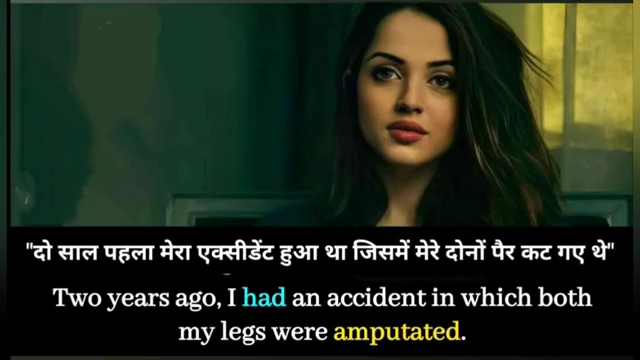 "दो साल पहला मेरा एक्सीडेंट हुआ था जिसमें मेरे दोनों पैर कट गए थे"
Two years ago, I had an accident in which both
my legs were amputated.